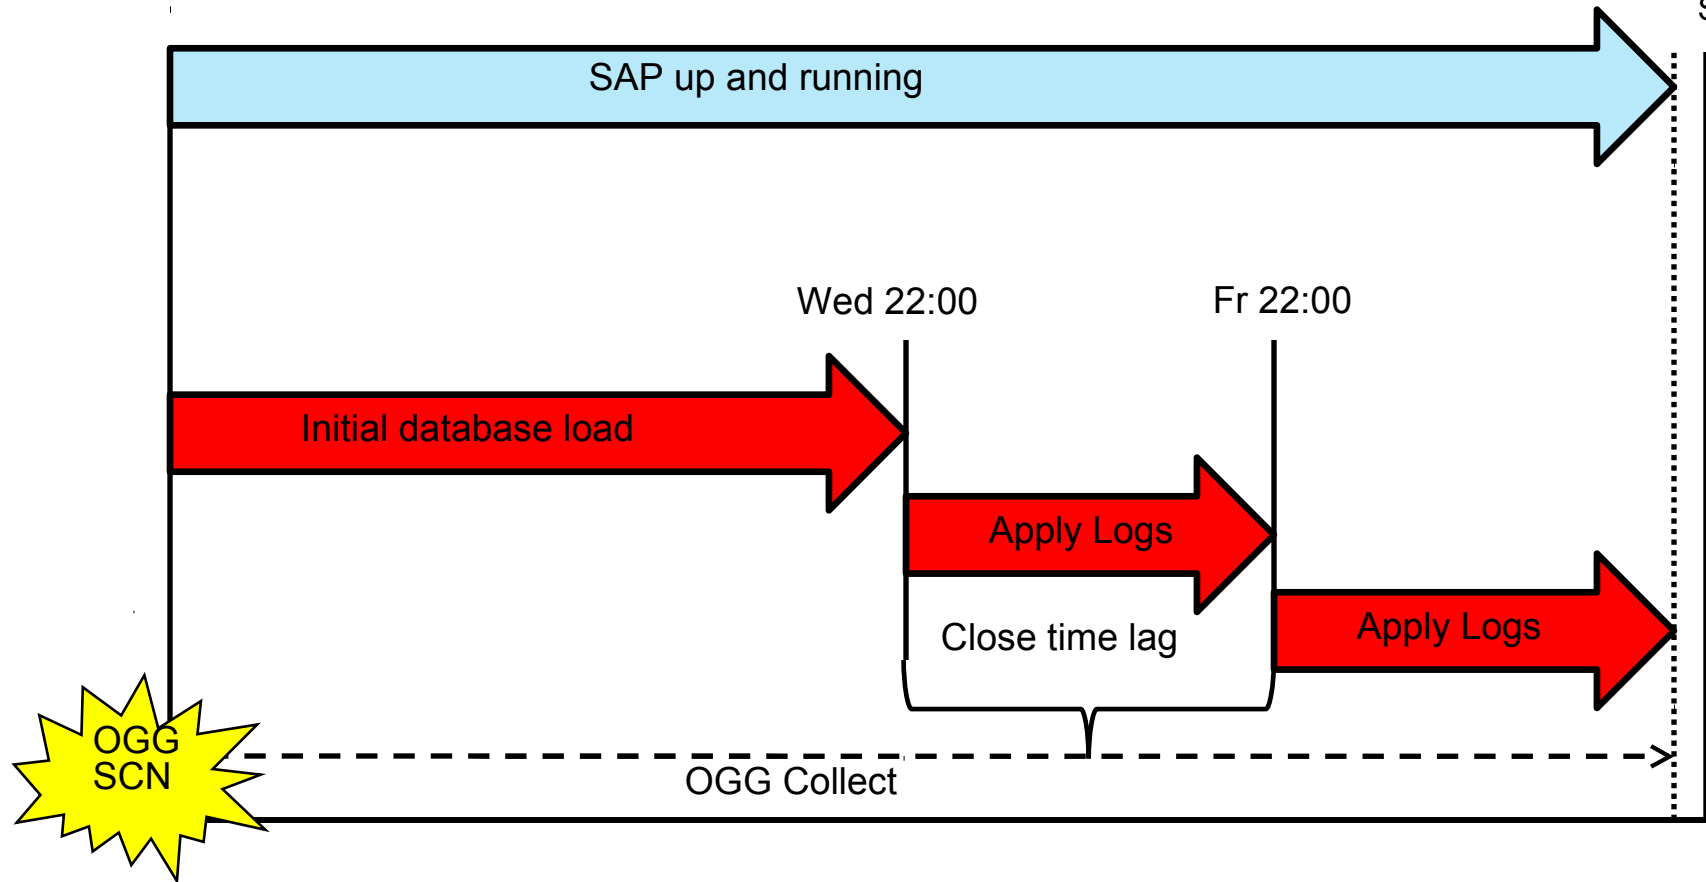 SAP up and running
Wed 22:00
Fr 22:00
Initial database load
Apply Logs
Apply Logs
Close time lag
OGG
SCN
OGG Collect